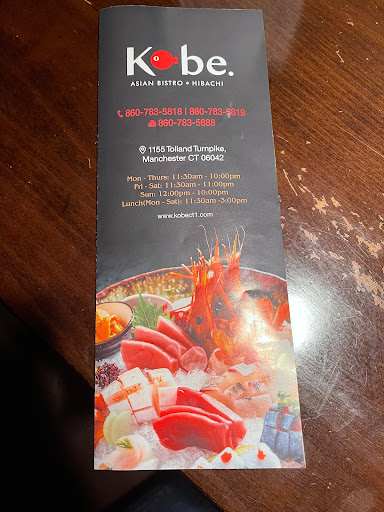 Kobe.
ASIAN BISTRO • HIBACHI
860-783-5818 | 860-783-5819
860-783-5668
1155 Tolland Turnpike,
Manchester CT 06042
Mon - Thurs: 11:30am - 10:00pm
Fri - Sat: 11:30am - 11:00pm
Sun: 12:00pm - 10:00pm
Lunch(Mon - Sat): 11:30am -3:00pm
www.kobect1.com